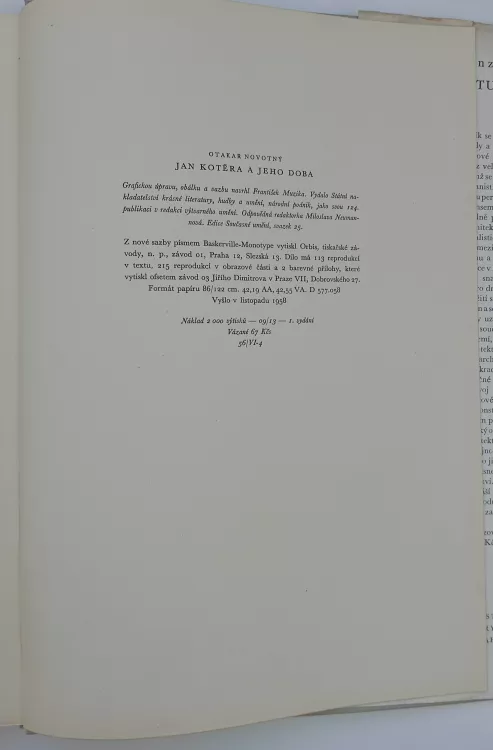 OTAKAR NOVOTNÝ
JAN KOTĚRA A JEHO DOBA
Grafickou úpravu, obálku a vazbu navrhl František Muzika. Vydalo Státní na-
kladatelství krásné literatury, hudby a umění, národní podnik, jako svou 124.
publikaci v redakci výtvarného umění. Odpovědná redaktorka Miloslava Neuman-
nová. Edice Současné umění, svazek 25.
Z nové sazby písmem Baskerville-Monotype vytiskl Orbis, tiskařské zá-
vody, n. p., závod 01, Praha 12, Slezská 13. Dílo má 113 reprodukcí
v textu, 215 reprodukcí v obrazové části a 2 barevné přílohy, které
vytiskl ofsetem závod 03 Jiřího Dimitrova v Praze VII, Dobrovského 27.
Formát papíru 86/122 cm. 42,19 AA, 42,55 VA. D 577.058
Vyšlo v listopadu 1958
Náklad 2 000 výtisků — 09/13 — 1. vydání
Vázané 67 Kčs
56/VI-4